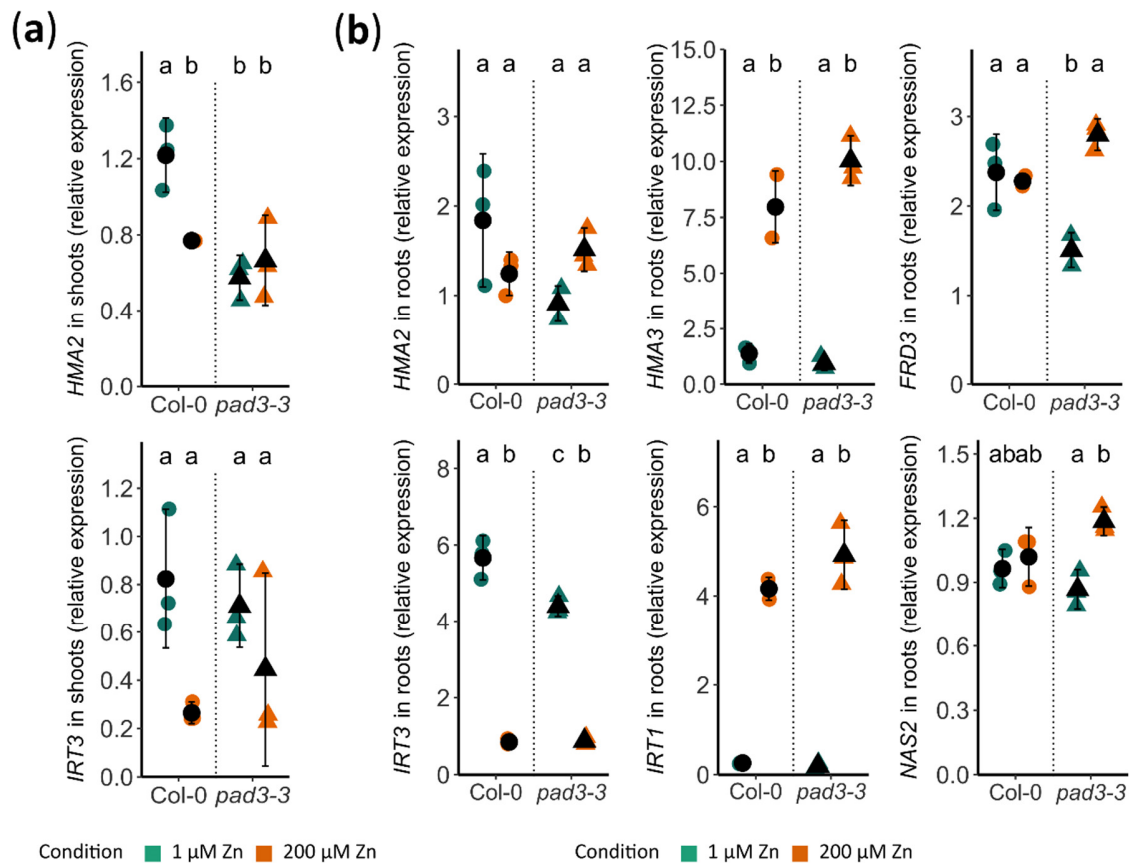 (a)
HMA2 in shoots (relative expression)
1.6
1.2
0.8
0.4
0.0
a b b b
Col-0 pad3-3
IRT3 in shoots (relative expression)
1.2
1.0
0.8
0.6
0.4
0.2
0.0
a a a a
Col-0 pad3-3
Condition 1 µM Zn 200 µM Zn
(b)
HMA2 in roots (relative expression)
3
2
1
0
a a a a
Col-0 pad3-3
HMA3 in roots (relative expression)
15.0
12.5
10.0
7.5
5.0
2.5
0.0
a b a b
Col-0 pad3-3
FRD3 in roots (relative expression)
3
2
1
0
a a b a
Col-0 pad3-3
IRT3 in roots (relative expression)
8
6
4
2
0
a b c b
Col-0 pad3-3
IRT1 in roots (relative expression)
6
4
2
0
a b a b
Col-0 pad3-3
NAS2 in roots (relative expression)
1.5
1.2
0.9
0.6
0.3
0.0
abab a b
Col-0 pad3-3
Condition 1 µM Zn 200 µM Zn